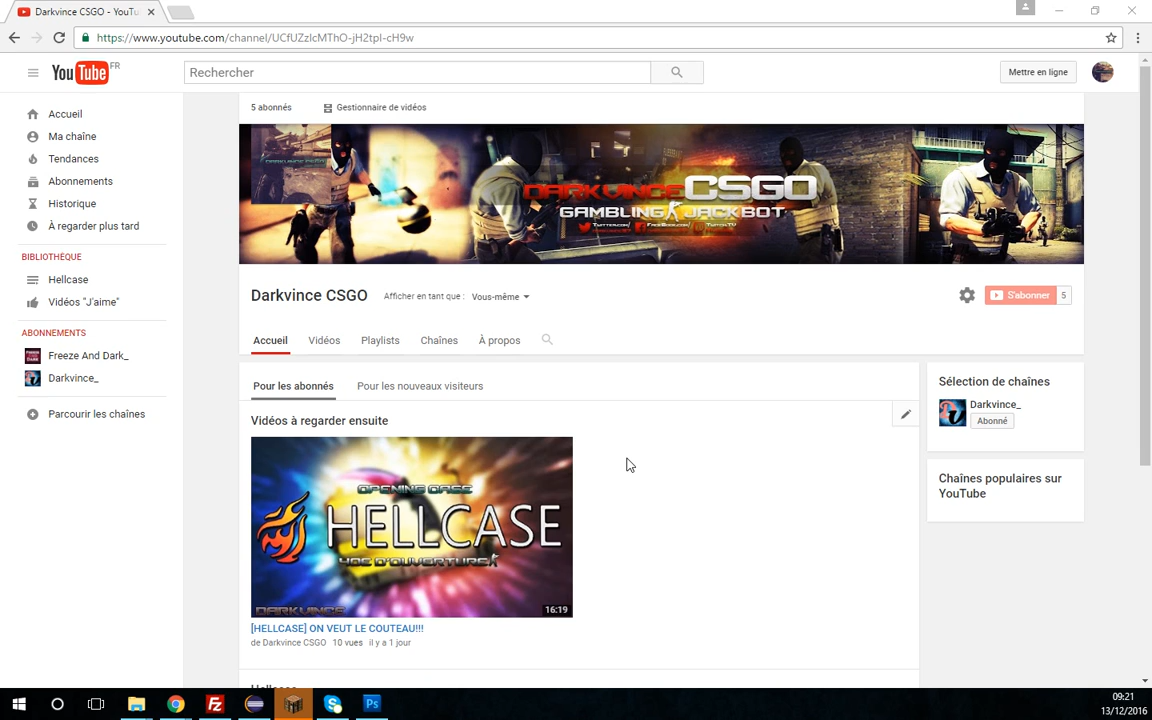 Darkvince CSGO - YouTu
https://www.youtube.com/channel/UCfUZzIcMThO-jH2tpI-cH9w
YouTube FR
Rechercher
Mettre en ligne
Accueil
Ma chaîne
Tendances
Abonnements
Historique
À regarder plus tard
BIBLIOTHÈQUE
Hellcase
Vidéos "J'aime"
ABONNEMENTS
Freeze And Dark_
Darkvince_
Parcourir les chaînes
5 abonnés
Gestionnaire de vidéos
DARKVINCE CSGO
GAMBLING JACKBOT
Darkvince CSGO
Afficher en tant que : Vous-même
S'abonner 5
Accueil Vidéos Playlists Chaînes À propos
Pour les abonnés Pour les nouveaux visiteurs
Vidéos à regarder ensuite
OPENING CASE
HELLCASE
40€ D'OUVERTURE
DARKVINCE
16:19
[HELLCASE] ON VEUT LE COUTEAU!!!
de Darkvince CSGO 10 vues il y a 1 jour
Hellcase
Sélection de chaînes
Darkvince_
Abonné
Chaînes populaires sur
YouTube
09:21
13/12/2016